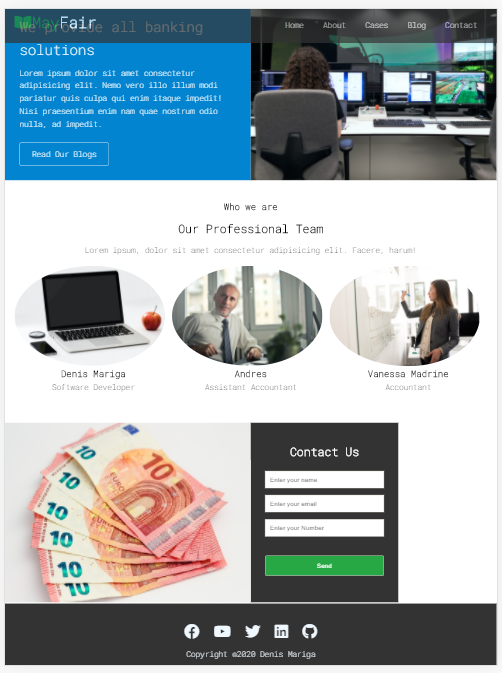 MayFair
Home About Cases Blog Contact
We provide all banking
solutions
Lorem ipsum dolor sit amet consectetur
adipisicing elit. Nemo vero illo illum modi
pariatur quis culpa qui enim itaque impedit!
Nisi praesentium enim nam quae nostrum odio
nulla, ad impedit.
Read Our Blogs
Who we are
Our Professional Team
Lorem ipsum, dolor sit amet consectetur adipisicing elit. Facere, harum!
Denis Mariga
Software Developer
Andres
Assistant Accountant
Vanessa Madrine
Accountant
10
10
10
10
10
10
Contact Us
Enter your name
Enter your email
Enter your Number
Send
Copyright ©2020 Denis Mariga